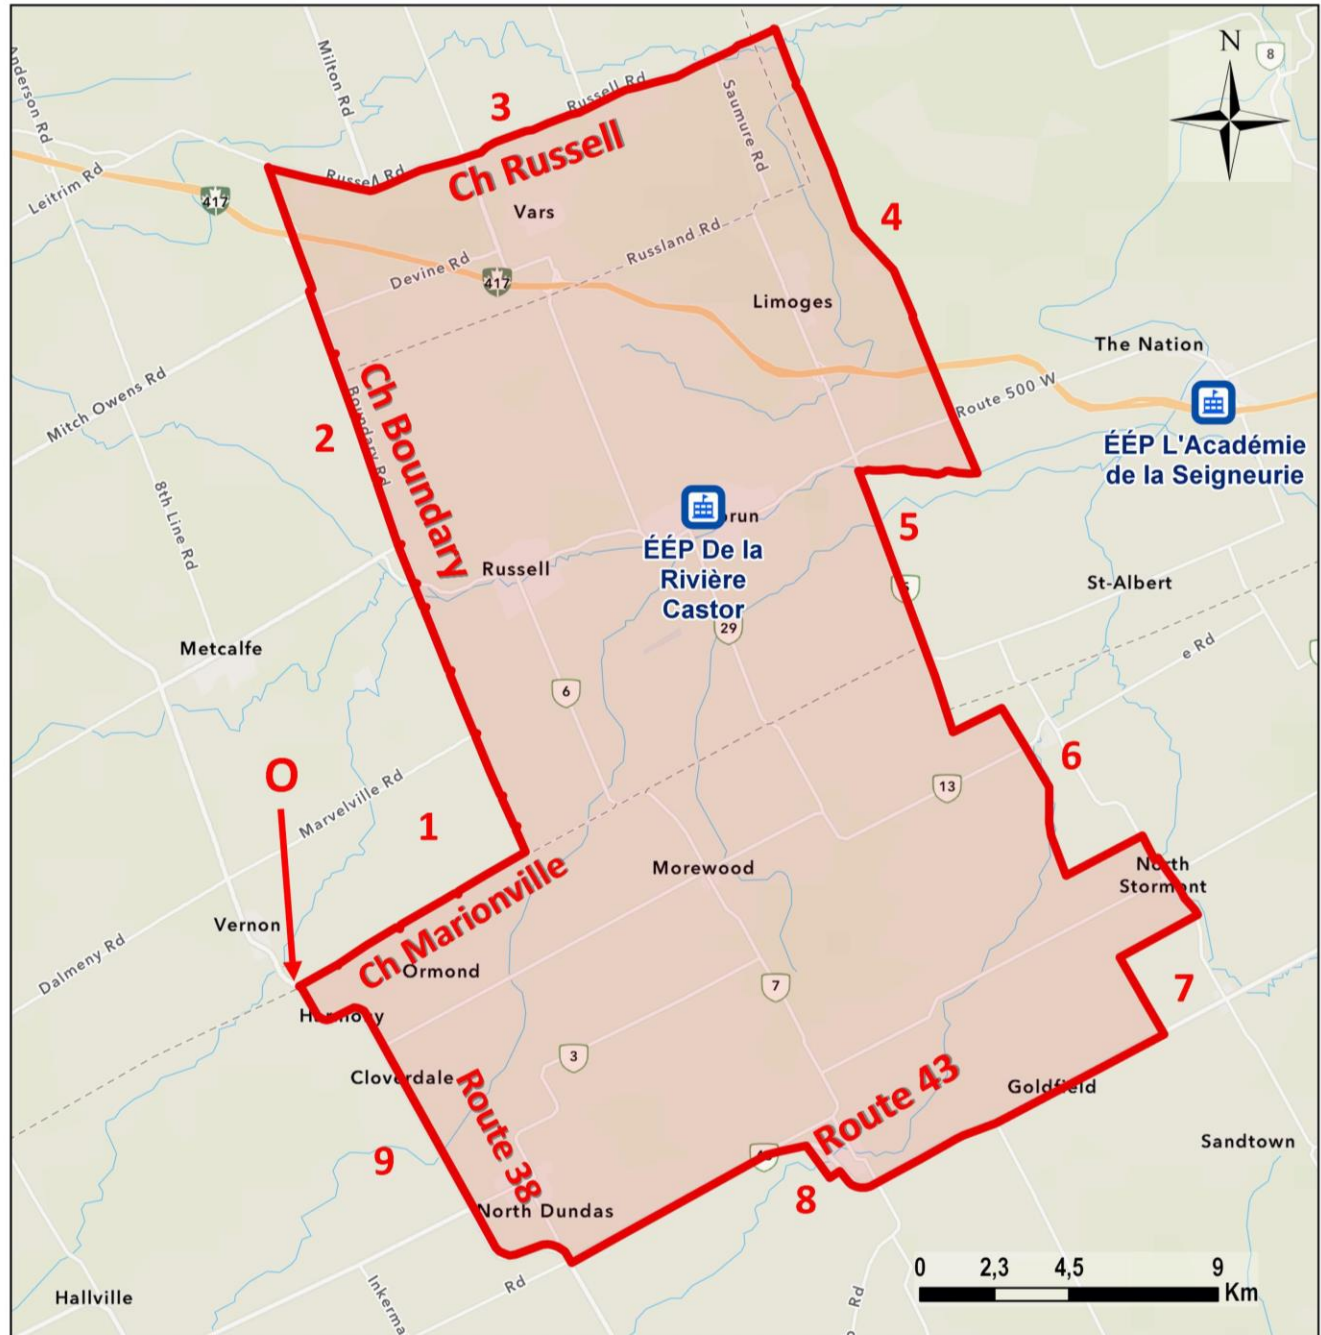 N
8
Anderson Rd
Milton Rd
3
Russell Rd
Saumure Rd
Ch Russell
Leitrim Rd
417
Russell Rd
Vars
4
Russland Rd
Devine Rd
417
Limoges
The Nation
Mitch Owens Rd
Ch Boundary
Boundary Rd
2
Route 500 W
ÉÉP L'Académie
de la Seigneurie
8th Line Rd
5
brun
ÉÉP De la
Rivière
Castor
Russell
St-Albert
29
Metcalfe
e Rd
6
O
6
13
Marvelville Rd
1
Morewood
North
Stormont
Ch Marionville
Vernon
Dalmeny Rd
Ormond
7
7
Harmony
3
Cloverdale
Route 38
Route 43
Goldfield
Sandtown
9
8
North Dundas
0 2,3 4,5 9
Km
Hallville
Inkerma
Rd
Rd